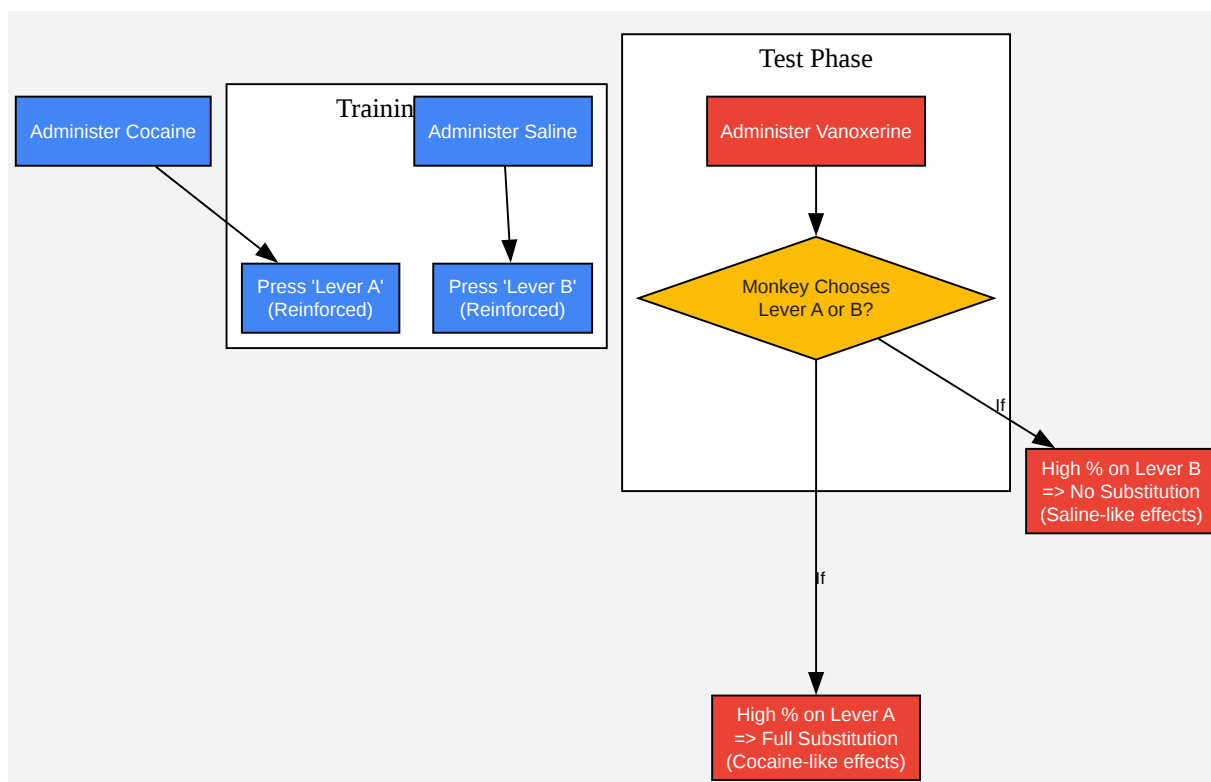 Test Phase
Trainin
Administer Cocaine
Administer Saline
Administer Vanoxerine
Press 'Lever A'
(Reinforced)
Press 'Lever B'
(Reinforced)
Monkey Chooses
Lever A or B?
If
High % on Lever B
=> No Substitution
(Saline-like effects)
If
High % on Lever A
=> Full Substitution
(Cocaine-like effects)